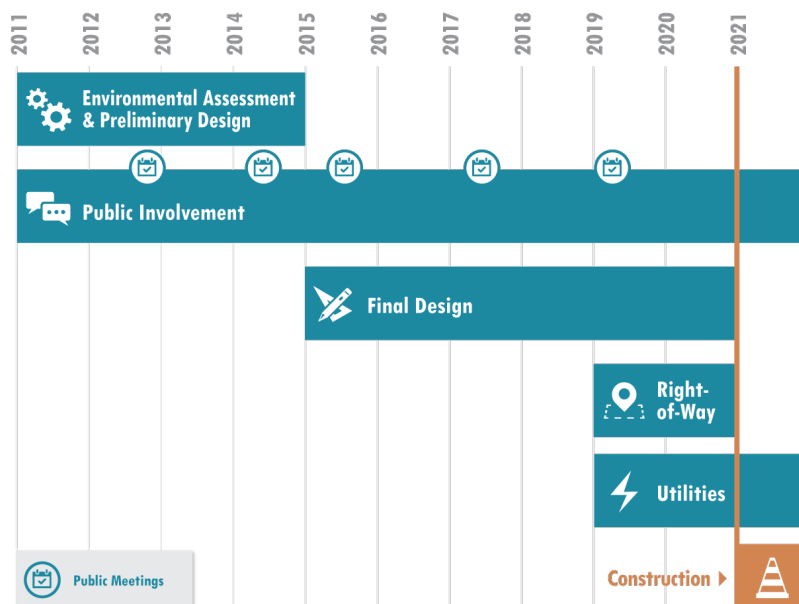 2011
2012
2013
2014
2015
2016
2017
2018
2019
2020
2021
Environmental Assessment
& Preliminary Design
Public Involvement
Final Design
Right-
of-Way
Utilities
Public Meetings
Construction